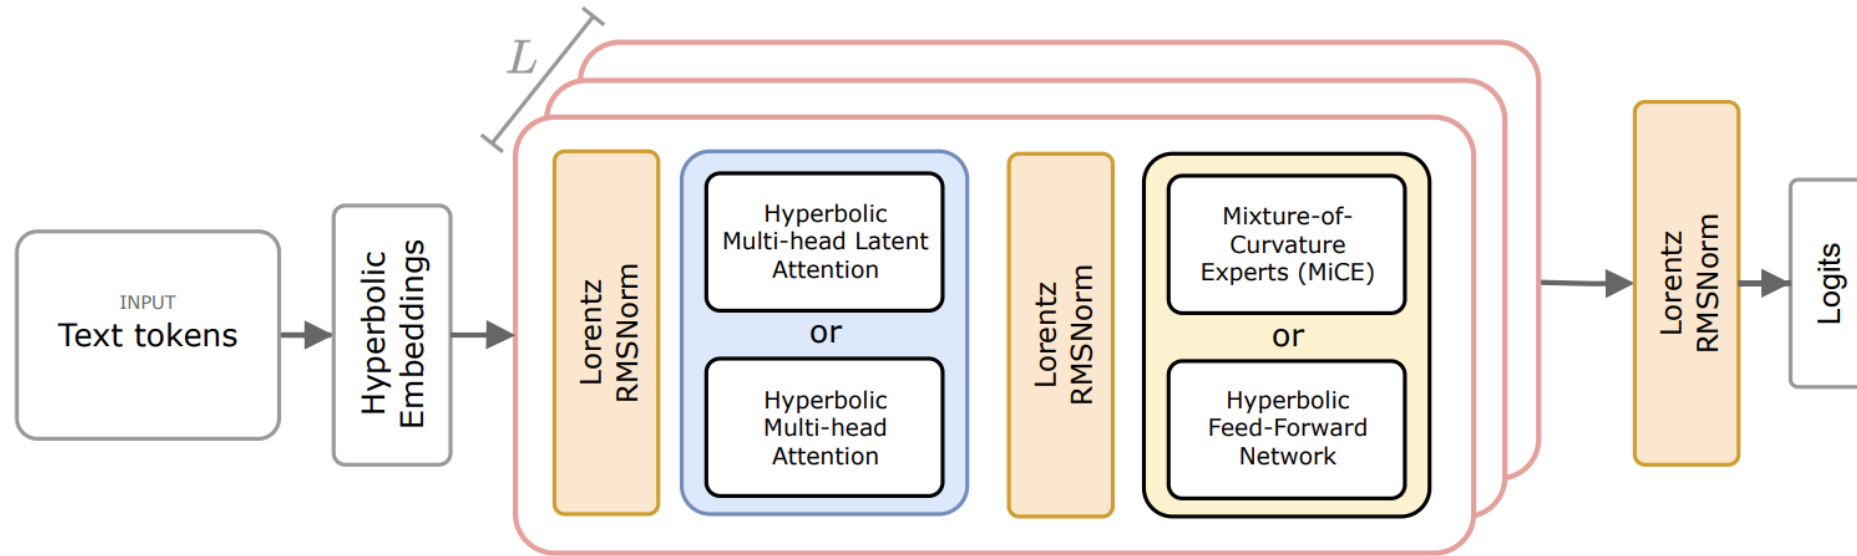 L
INPUT
Text tokens
Hyperbolic
Embeddings
Lorentz
RMSNorm
Hyperbolic
Multi-head Latent
Attention
or
Hyperbolic
Multi-head
Attention
Lorentz
RMSNorm
Mixture-of-
Curvature
Experts (MiCE)
or
Hyperbolic
Feed-Forward
Network
Lorentz
RMSNorm
Logits